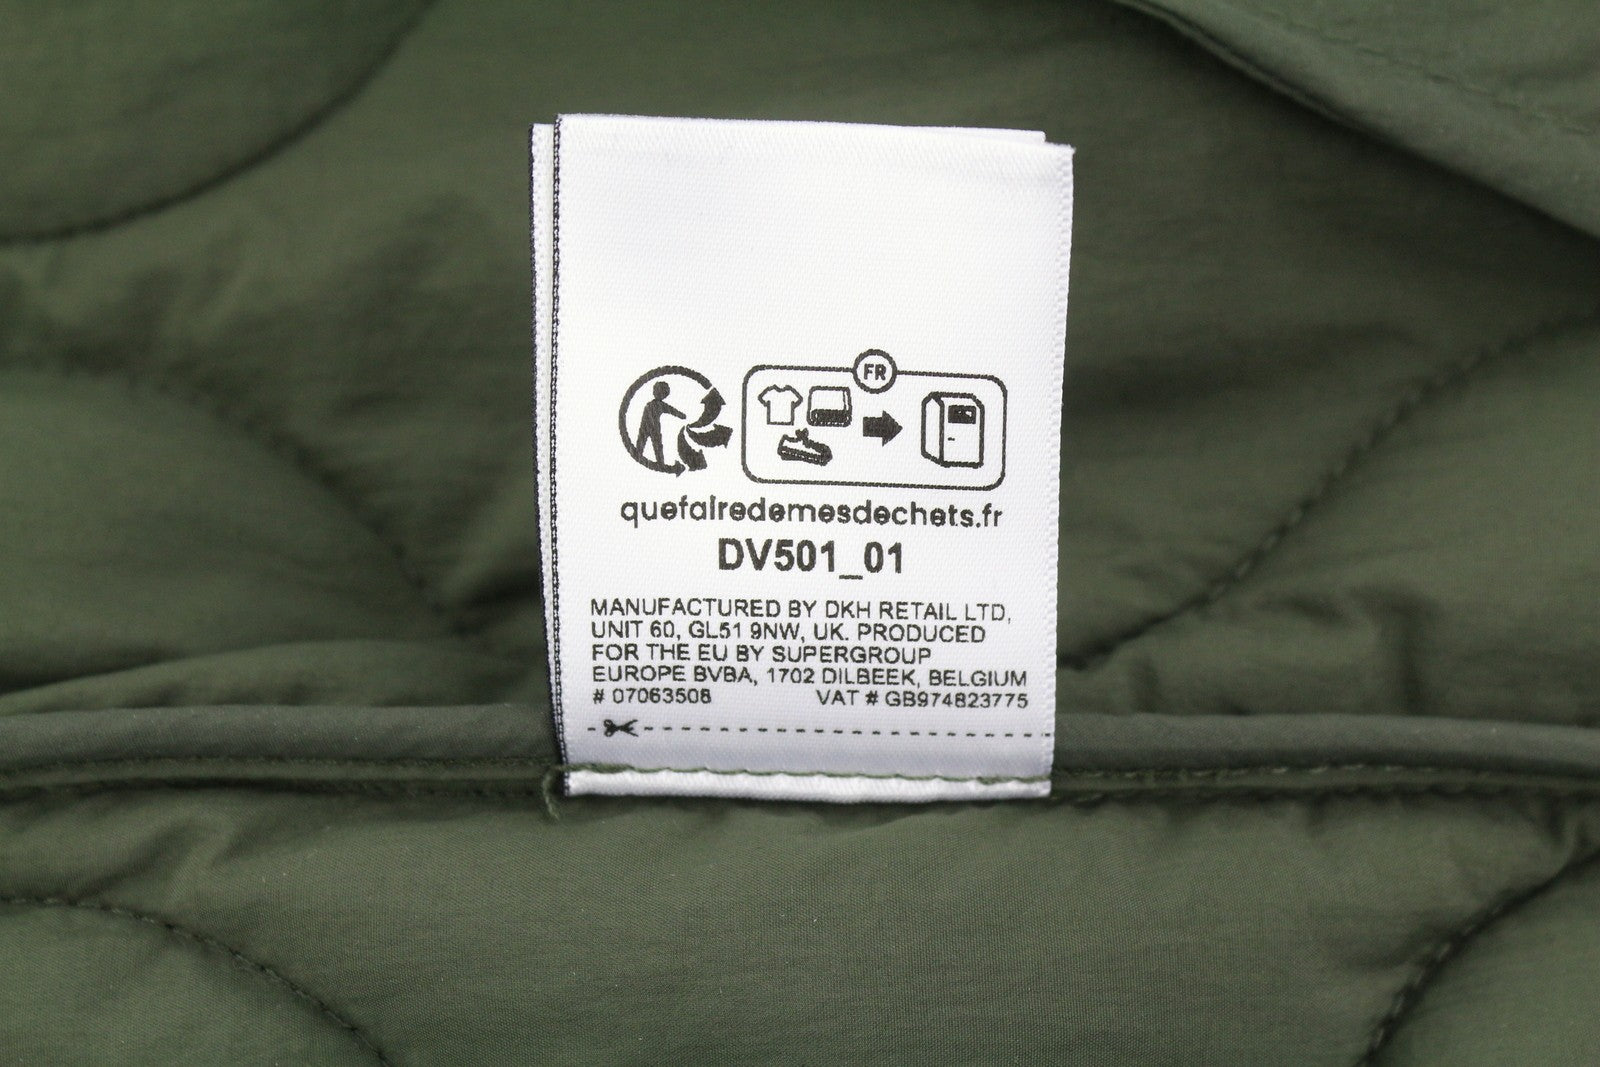 FR
quefairedemesdechets.fr
DV501_01
MANUFACTURED BY DKH RETAIL LTD,
UNIT 60, GL51 9NW, UK. PRODUCED
FOR THE EU BY SUPERGROUP
EUROPE BVBA, 1702 DILBEEK, BELGIUM
# 07063508 VAT # GB974823775